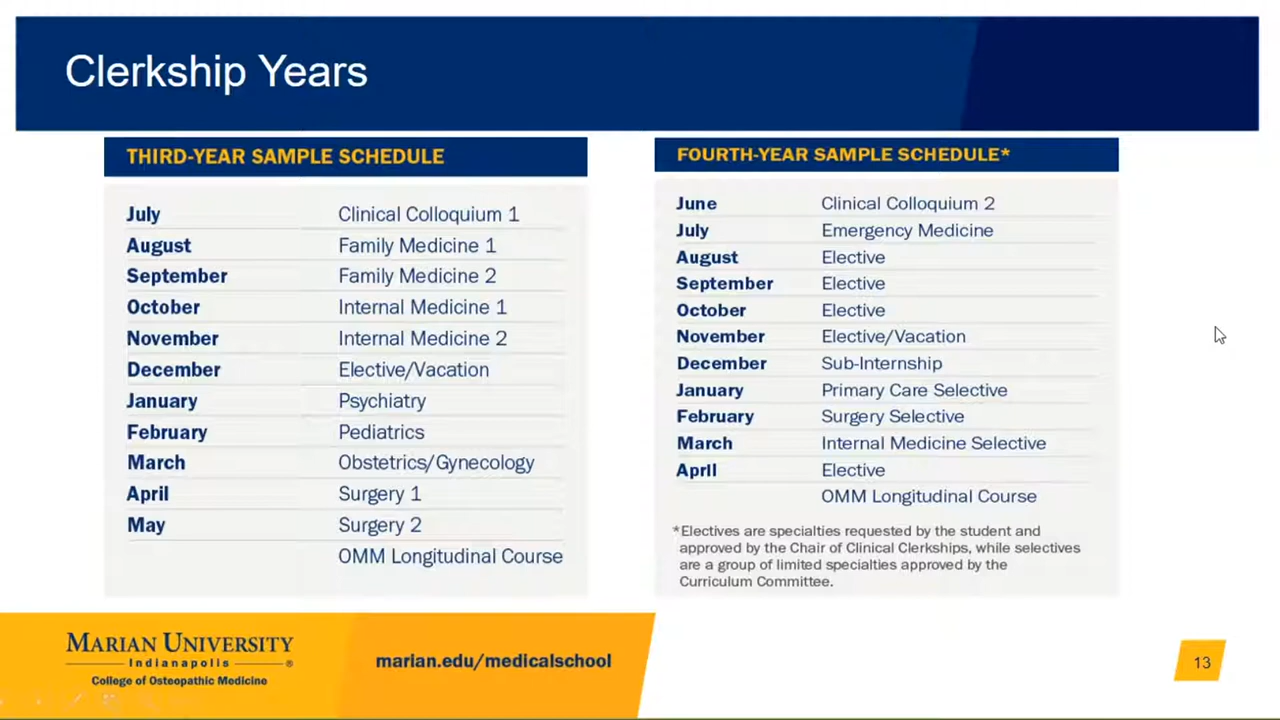 Clerkship Years
THIRD-YEAR SAMPLE SCHEDULE
July Clinical Colloquium 1
August Family Medicine 1
September Family Medicine 2
October Internal Medicine 1
November Internal Medicine 2
December Elective/Vacation
January Psychiatry
February Pediatrics
March Obstetrics/Gynecology
April Surgery 1
May Surgery 2
OMM Longitudinal Course
FOURTH-YEAR SAMPLE SCHEDULE*
June Clinical Colloquium 2
July Emergency Medicine
August Elective
September Elective
October Elective
November Elective/Vacation
December Sub-Internship
January Primary Care Selective
February Surgery Selective
March Internal Medicine Selective
April Elective
OMM Longitudinal Course
*Electives are specialties requested by the student and
approved by the Chair of Clinical Clerkships, while selectives
are a group of limited specialties approved by the
Curriculum Committee.
MARIAN UNIVERSITY
Indianapolis ®
College of Osteopathic Medicine
marian.edu/medicalschool
13